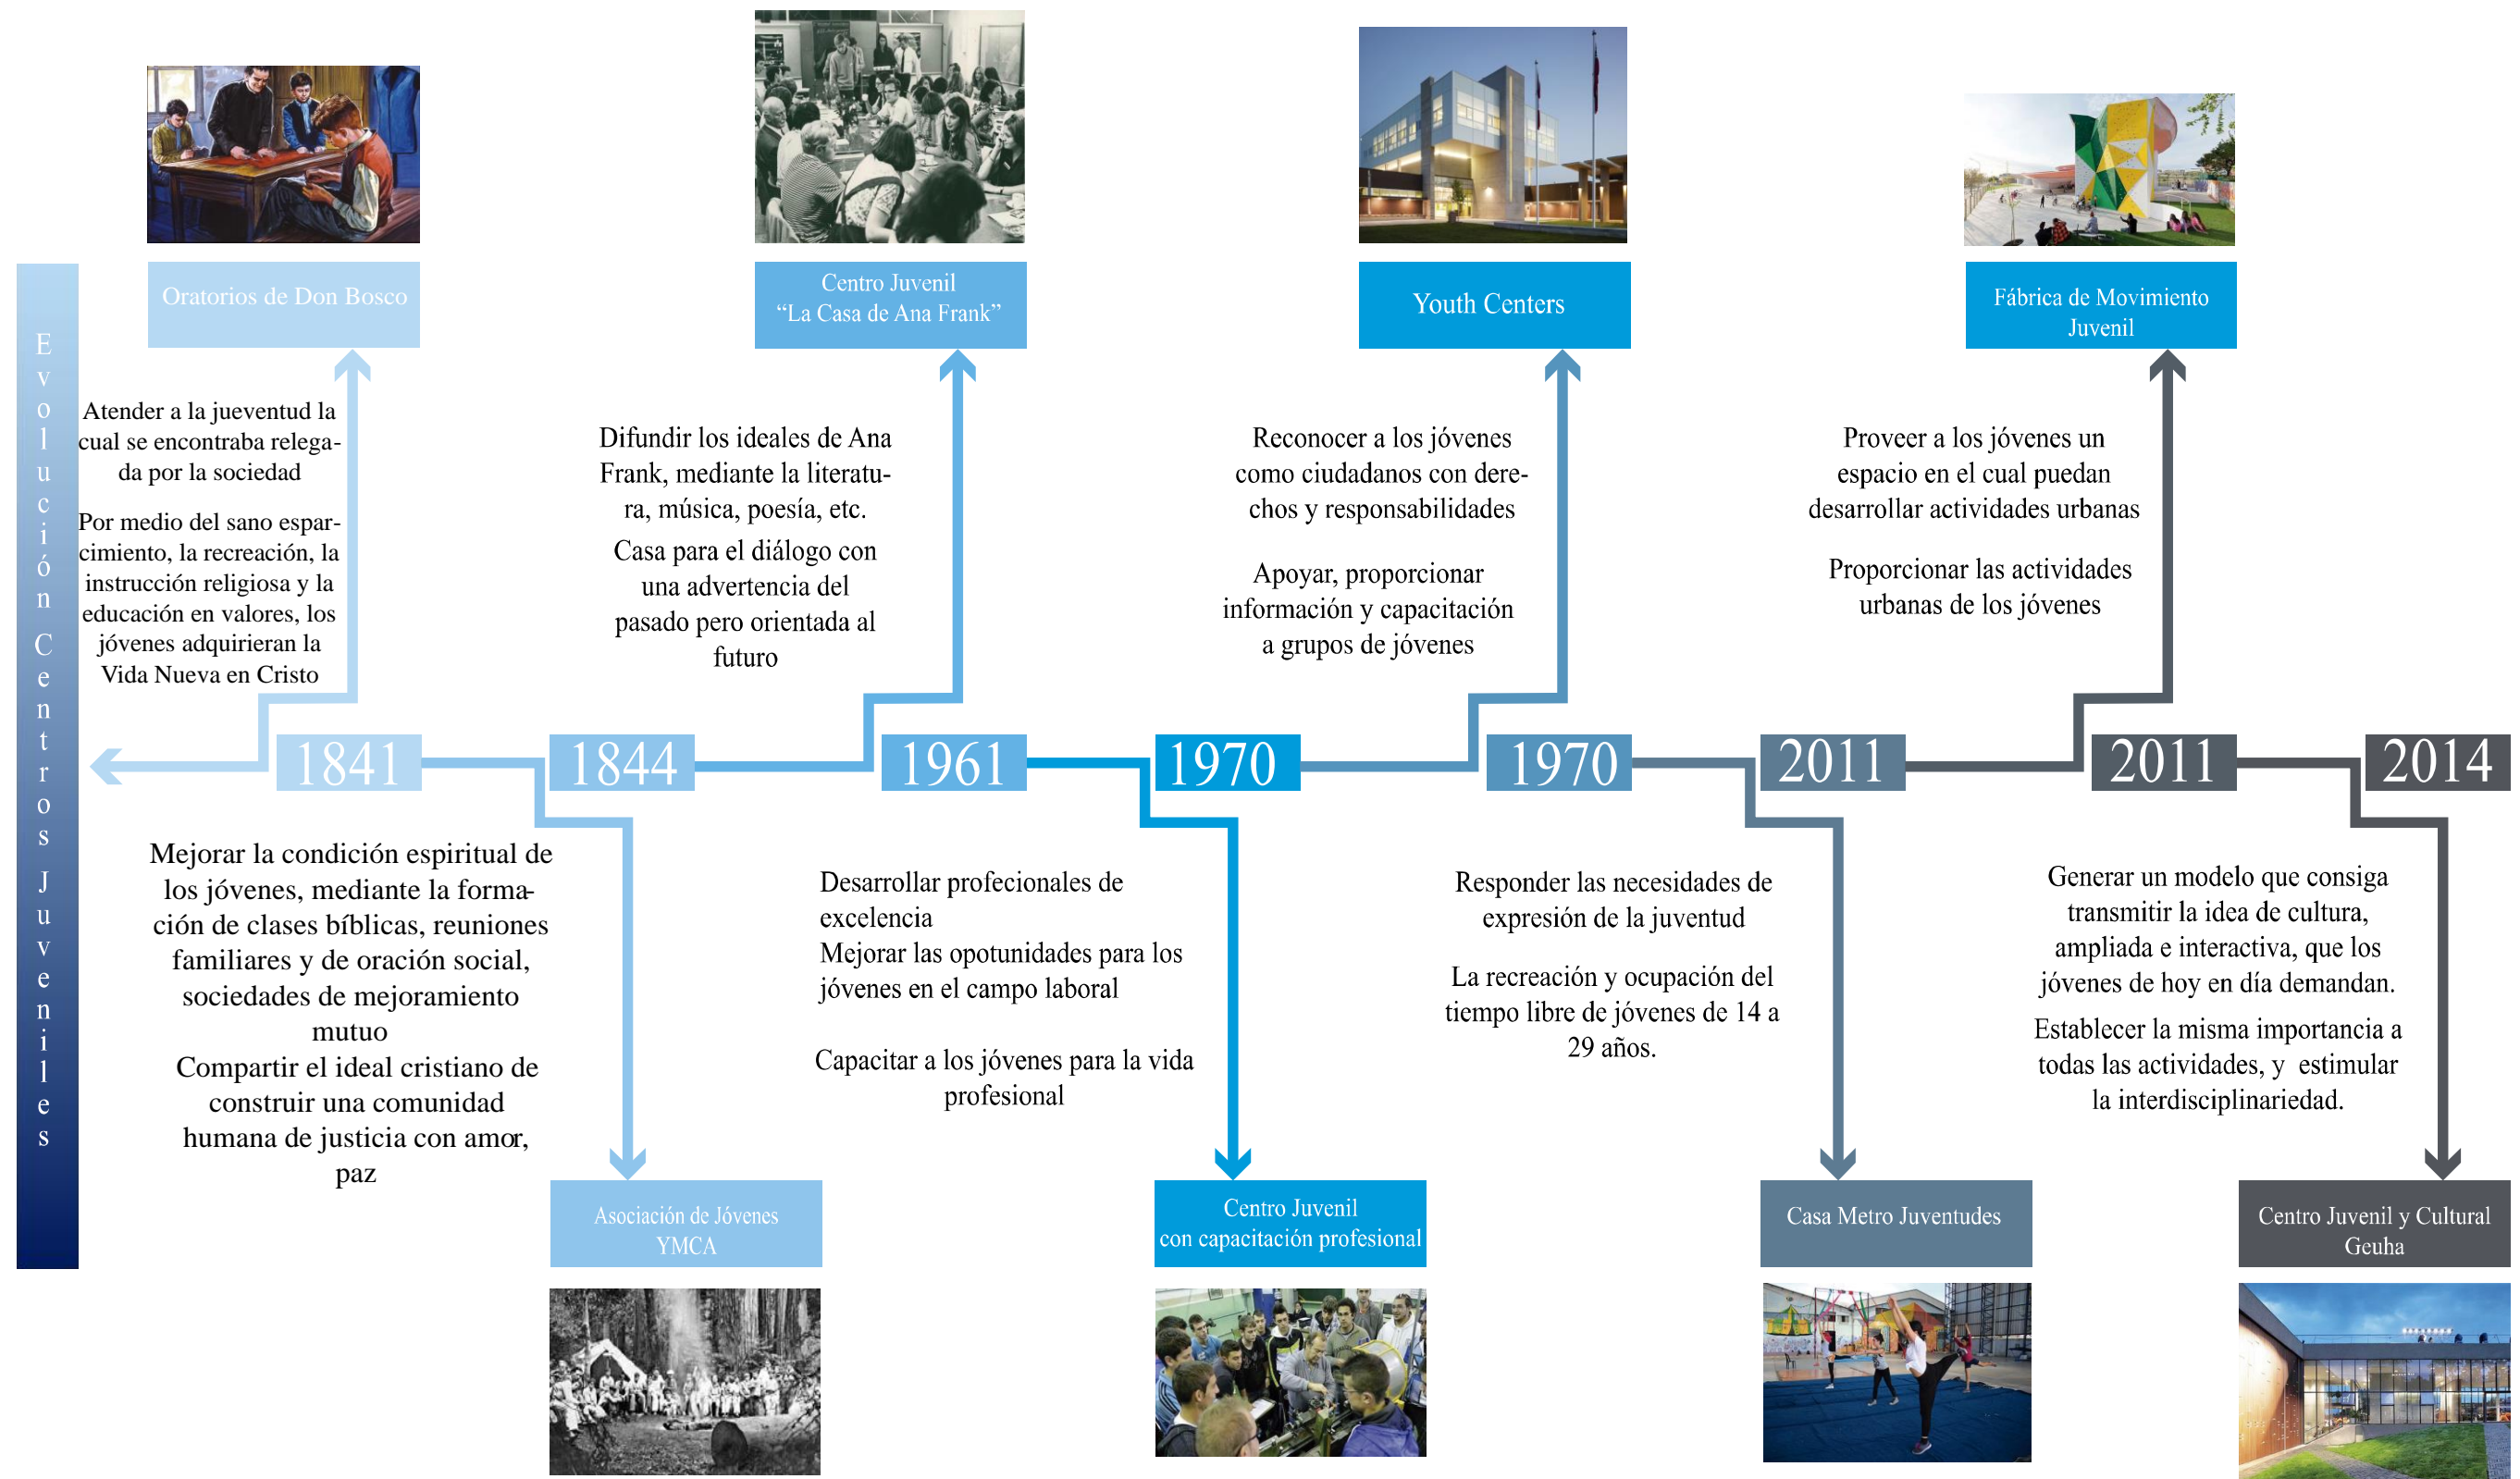 Evolución Centros Juveniles
Oratorios de Don Bosco
Atender a la jueventud la
cual se encontraba relega-
da por la sociedad
Por medio del sano espar-
cimiento, la recreación, la
instrucción religiosa y la
educación en valores, los
jóvenes adquirieran la
Vida Nueva en Cristo
Centro Juvenil
“La Casa de Ana Frank”
Difundir los ideales de Ana
Frank, mediante la literatu-
ra, música, poesía, etc.
Casa para el diálogo con
una advertencia del
pasado pero orientada al
futuro
Youth Centers
Reconocer a los jóvenes
como ciudadanos con dere-
chos y responsabilidades
Apoyar, proporcionar
información y capacitación
a grupos de jóvenes
Fábrica de Movimiento
Juvenil
Proveer a los jóvenes un
espacio en el cual puedan
desarrollar actividades urbanas
Proporcionar las actividades
urbanas de los jóvenes
1841
1844
1961
1970
1970
2011
2011
2014
Mejorar la condición espiritual de
los jóvenes, mediante la forma-
ción de clases bíblicas, reuniones
familiares y de oración social,
sociedades de mejoramiento
mutuo
Compartir el ideal cristiano de
construir una comunidad
humana de justicia con amor,
paz
Asociación de Jóvenes
YMCA
Desarrollar profecionales de
excelencia
Mejorar las opotunidades para los
jóvenes en el campo laboral
Capacitar a los jóvenes para la vida
profesional
Centro Juvenil
con capacitación profesional
Responder las necesidades de
expresión de la juventud
La recreación y ocupación del
tiempo libre de jóvenes de 14 a
29 años.
Casa Metro Juventudes
Generar un modelo que consiga
transmitir la idea de cultura,
ampliada e interactiva, que los
jóvenes de hoy en día demandan.
Establecer la misma importancia a
todas las actividades, y  estimular
la interdisciplinariedad.
Centro Juvenil y Cultural
Geuha